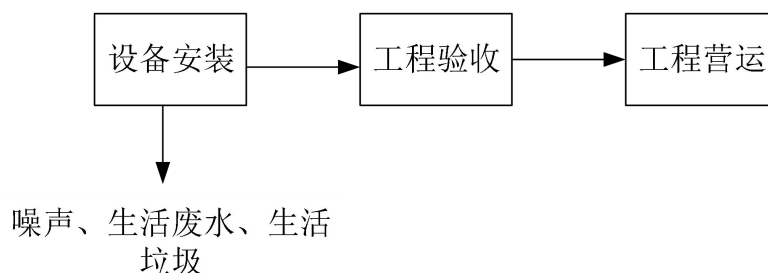 设备安装
工程验收
工程营运
噪声、生活废水、生活
垃圾